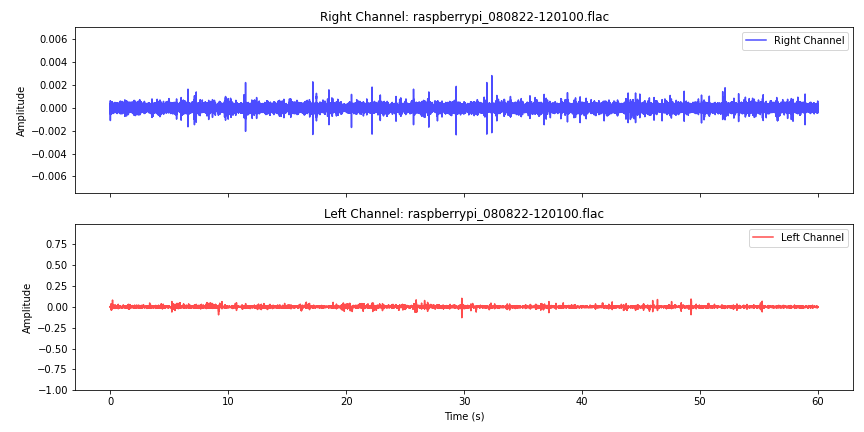 Right Channel: raspberrypi_080822-120100.flac
Right Channel
Amplitude
0.006
0.004
0.002
0.000
−0.002
−0.004
−0.006
Left Channel: raspberrypi_080822-120100.flac
Left Channel
Amplitude
0.75
0.50
0.25
0.00
−0.25
−0.50
−0.75
−1.00
0 10 20 30 40 50 60
Time (s)